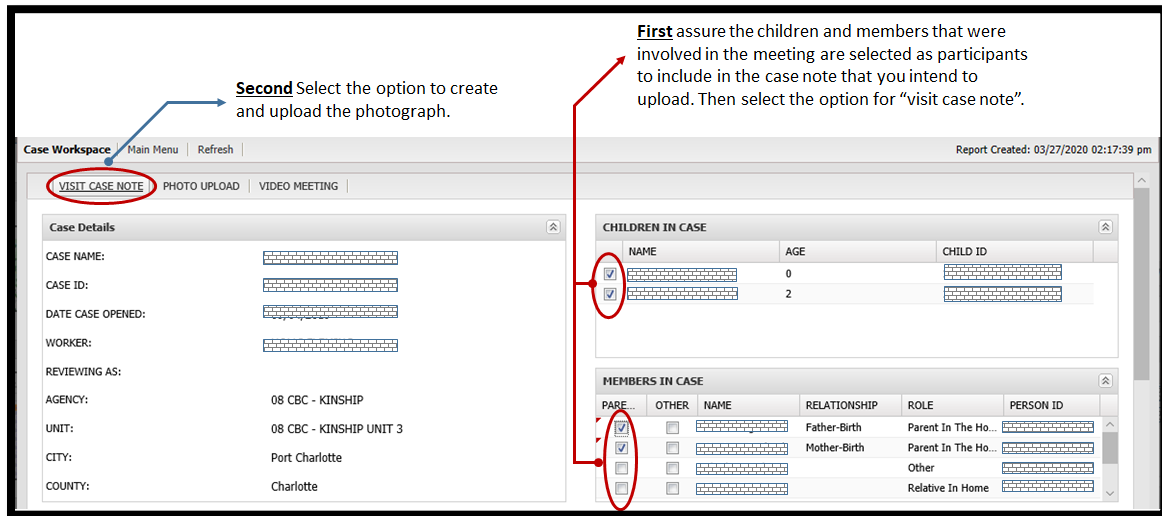 First assure the children and members that were
involved in the meeting are selected as participants
to include in the case note that you intend to
upload. Then select the option for “visit case note”.
Second Select the option to create
and upload the photograph.
Case Workspace Main Menu Refresh Report Created: 03/27/2020 02:17:39 pm
VISIT CASE NOTE PHOTO UPLOAD VIDEO MEETING
Case Details
CASE NAME:
CASE ID:
DATE CASE OPENED:
WORKER:
REVIEWING AS:
AGENCY: 08 CBC - KINSHIP
UNIT: 08 CBC - KINSHIP UNIT 3
CITY: Port Charlotte
COUNTY: Charlotte
CHILDREN IN CASE
NAME AGE CHILD ID
0
2
MEMBERS IN CASE
PARE... OTHER NAME RELATIONSHIP ROLE PERSON ID
Father-Birth Parent In The Ho...
Mother-Birth Parent In The Ho...
Other
Relative In Home